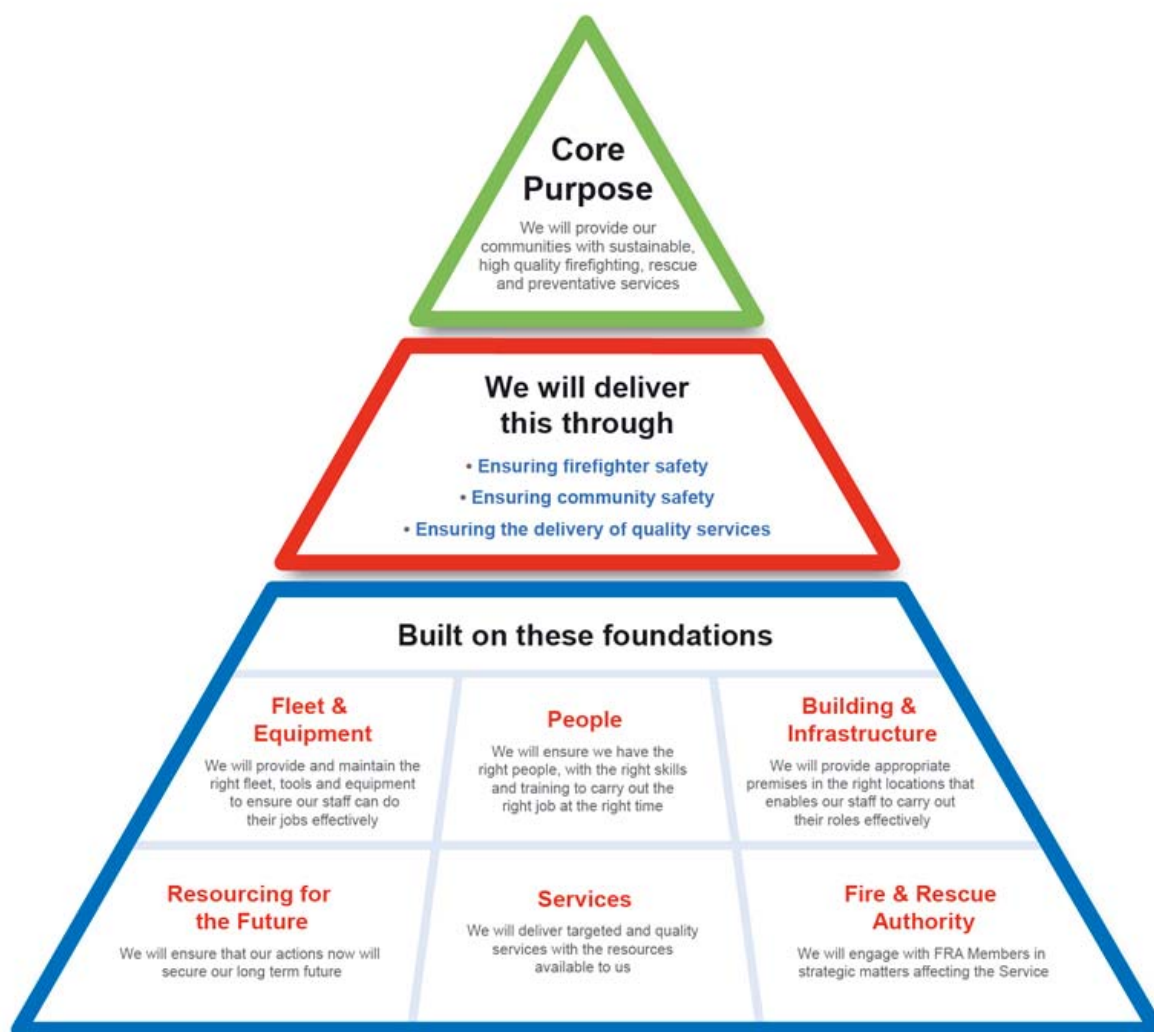 Core
Purpose
We will provide our
communities with sustainable,
high quality firefighting, rescue
and preventative services
We will deliver
this through
• Ensuring firefighter safety
• Ensuring community safety
• Ensuring the delivery of quality services
Built on these foundations
Fleet &
Equipment
We will provide and maintain the
right fleet, tools and equipment
to ensure our staff can do
their jobs effectively
People
We will ensure we have the
right people, with the right skills
and training to carry out the
right job at the right time
Building &
Infrastructure
We will provide appropriate
premises in the right locations that
enables our staff to carry out
their roles effectively
Resourcing for
the Future
We will ensure that our actions now will
secure our long term future
Services
We will deliver targeted and quality
services with the resources
available to us
Fire & Rescue
Authority
We will engage with FRA Members in
strategic matters affecting the Service